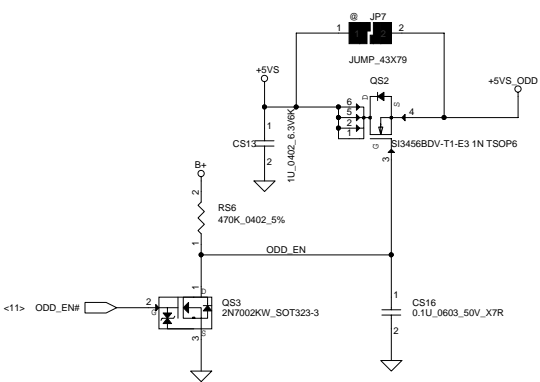 @ JP7
1 1 2 2
JUMP_43X79
+5VS
QS2
+5VS_ODD
D S
6
5
2
1
4
G
3
SI3456BDV-T1-E3 1N TSOP6
CS13
1
2
1U_0402_6.3V6K
B+
2
RS6
470K_0402_5%
1
ODD_EN
1
D
QS3
2N7002KW_SOT323-3
<11> ODD_EN#
2
G
S
3
1
CS16
0.1U_0603_50V_X7R
2